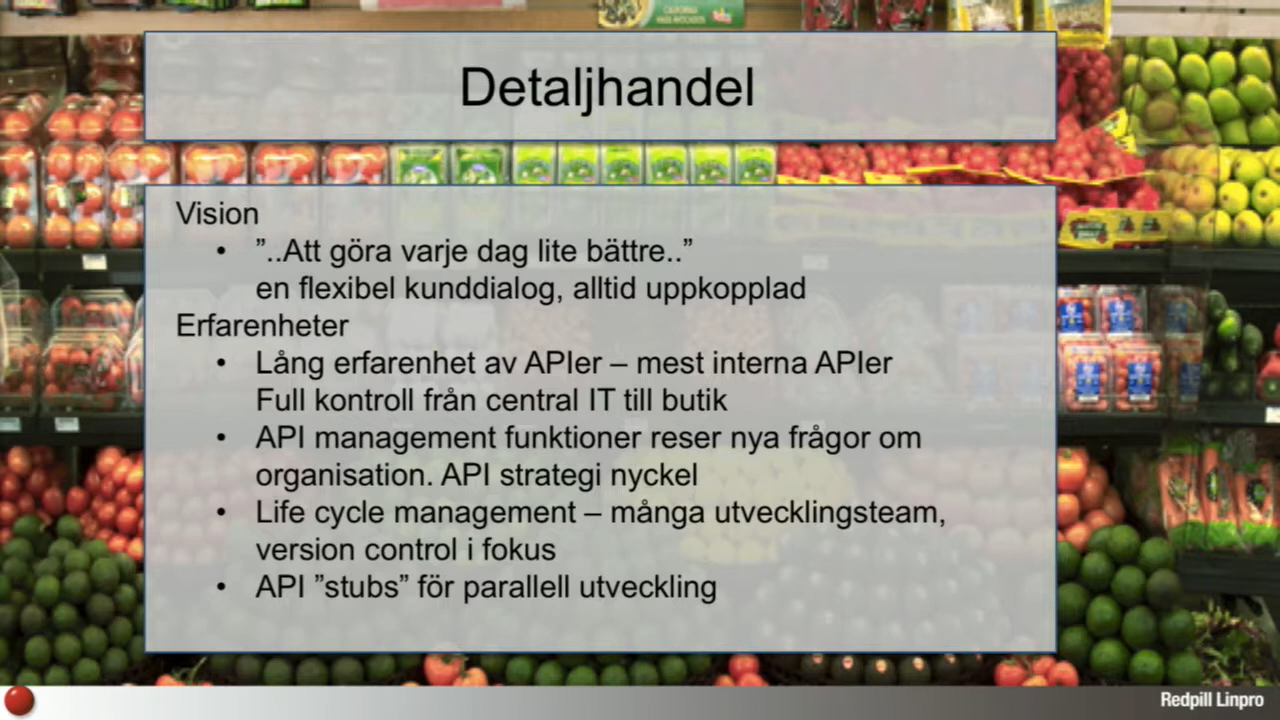 Detaljhandel
Vision
• ”..Att göra varje dag lite bättre..”
en flexibel kunddialog, alltid uppkopplad
Erfarenheter
• Lång erfarenhet av APIer – mest interna APIer
Full kontroll från central IT till butik
• API management funktioner reser nya frågor om
organisation. API strategi nyckel
• Life cycle management – många utvecklingsteam,
version control i fokus
• API ”stubs” för parallell utveckling
Redpill Linpro